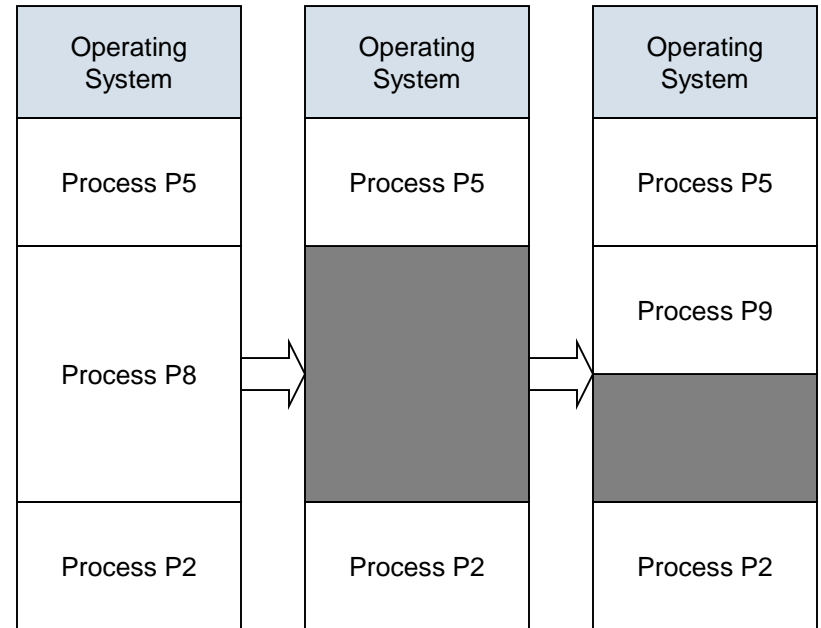 Operating
System
Process P5
Process P8
Process P2
Operating
System
Process P5
Process P2
Operating
System
Process P5
Process P9
Process P2